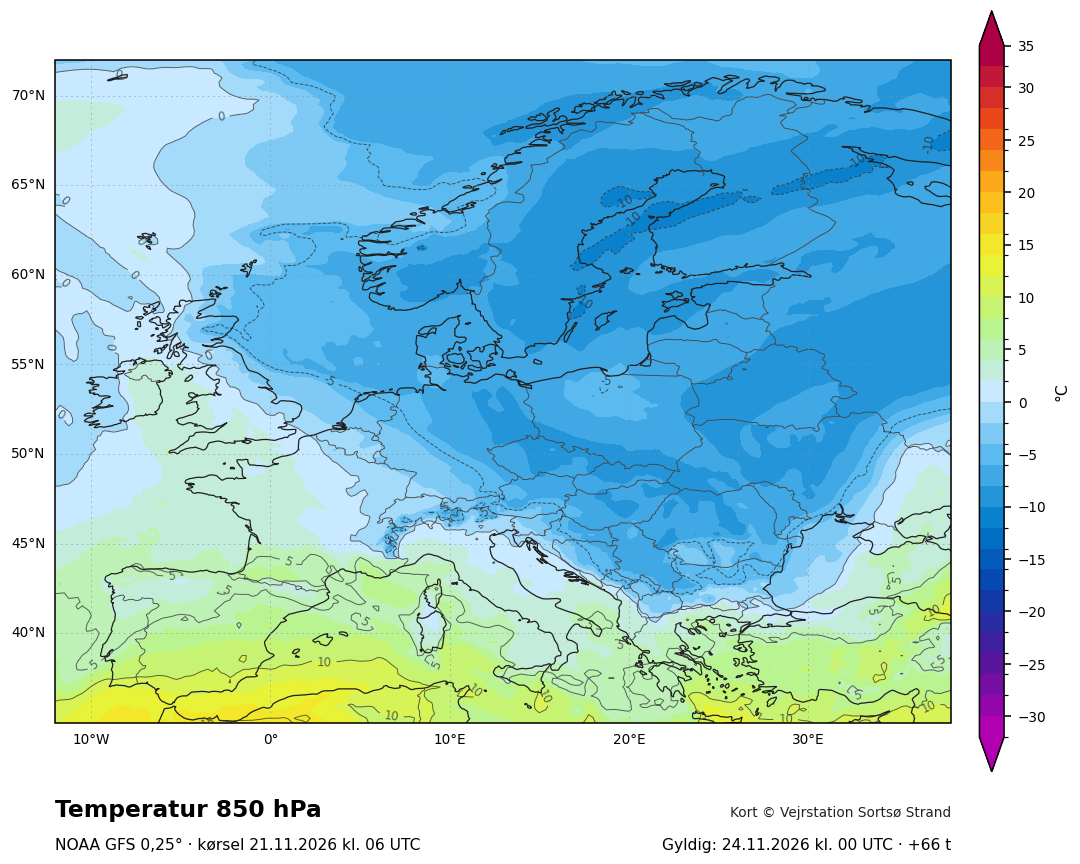 70°N
65°N
60°N
55°N
50°N
45°N
40°N
10°W
0°
10°E
20°E
30°E
35
30
25
20
15
10
5
0
−5
−10
−15
−20
−25
−30
°C
Temperatur 850 hPa
Kort © Vejrstation Sortsø Strand
NOAA GFS 0,25° · kørsel 21.11.2026 kl. 06 UTC
Gyldig: 24.11.2026 kl. 00 UTC · +66 t